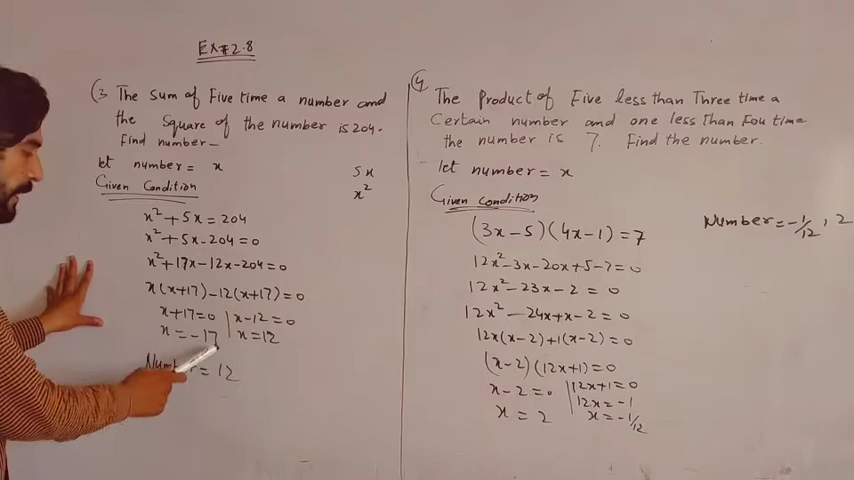 EX#2.8
(3 The sum of Five time a number and
the square of the number is 204.
Find number-
let number= x
5x
x²
Given Condition
x²+5x=204
x²+5x-204=0
x²+17x-12x-204=0
x(x+17)-12(x+17)=0
x+17=0 | x-12=0
x=-17 | x=12
Number=12
(4 The Product of Five less than Three time a
Certain number and one less Than Fou time
the number is 7. Find the number.
let number= x
Given Condition
(3x-5)(4x-1)=7
12x²-3x-20x+5-7=0
12x²-23x-2=0
12x²-24x+x-2=0
12x(x-2)+1(x-2)=0
(x-2)(12x+1)=0
x-2=0 | 12x+1=0
12x=-1
x=2 | x=-1/12
Number=-1/12, 2